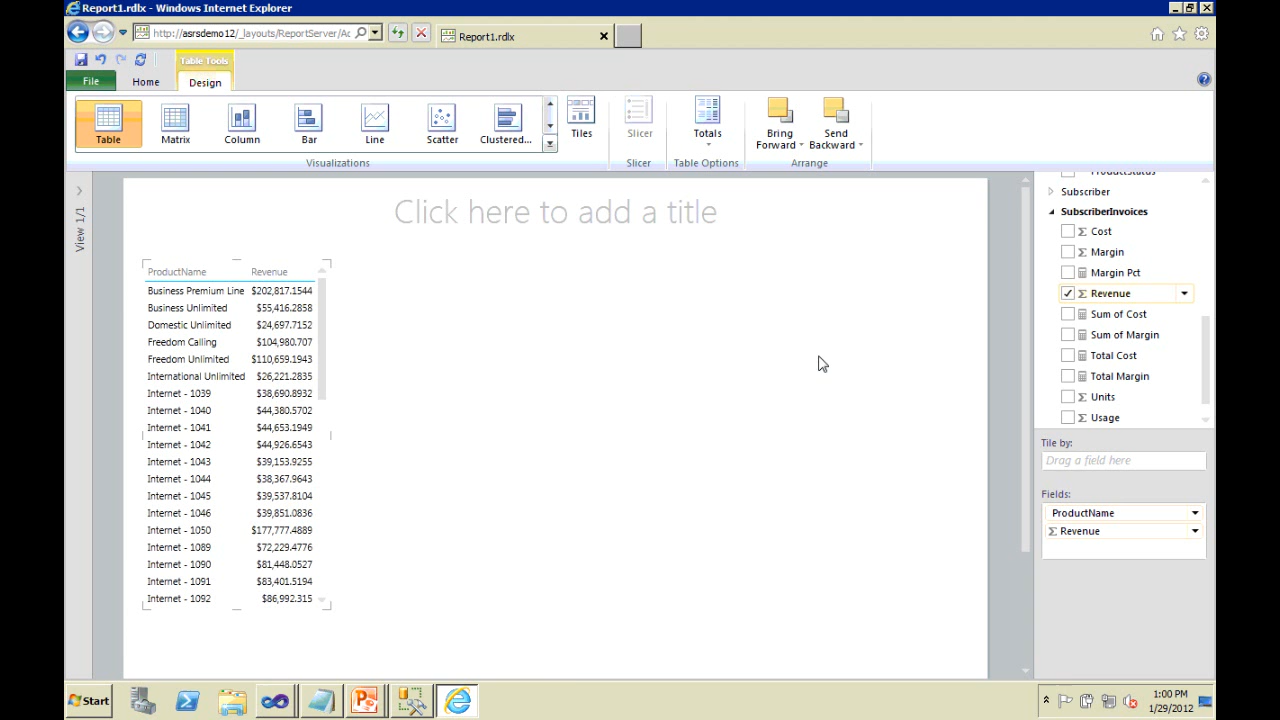 Report1.rdlx - Windows Internet Explorer
http://asrsdemo12/_layouts/ReportServer/Ac
Report1.rdlx
Table Tools
File Home Design
Table Matrix Column Bar Line Scatter Clustered... Tiles Slicer Totals Bring Forward Send Backward
Visualizations Slicer Table Options Arrange
View 1/1
Click here to add a title
ProductName Revenue
Business Premium Line $202,817.1544
Business Unlimited $55,416.2858
Domestic Unlimited $24,697.7152
Freedom Calling $104,980.707
Freedom Unlimited $110,659.1943
International Unlimited $26,221.2835
Internet - 1039 $38,690.8932
Internet - 1040 $44,380.5702
Internet - 1041 $44,653.1949
Internet - 1042 $44,926.6543
Internet - 1043 $39,153.9255
Internet - 1044 $38,367.9643
Internet - 1045 $39,537.8104
Internet - 1046 $39,851.0836
Internet - 1050 $177,777.4889
Internet - 1089 $72,229.4776
Internet - 1090 $81,448.0527
Internet - 1091 $83,401.5194
Internet - 1092 $86,992.315
ProductStatus
Subscriber
SubscriberInvoices
Σ Cost
Σ Margin
Margin Pct
Σ Revenue
Sum of Cost
Sum of Margin
Total Cost
Total Margin
Σ Units
Σ Usage
Tile by:
Drag a field here
Fields:
ProductName
Σ Revenue
Start
1:00 PM
1/29/2012